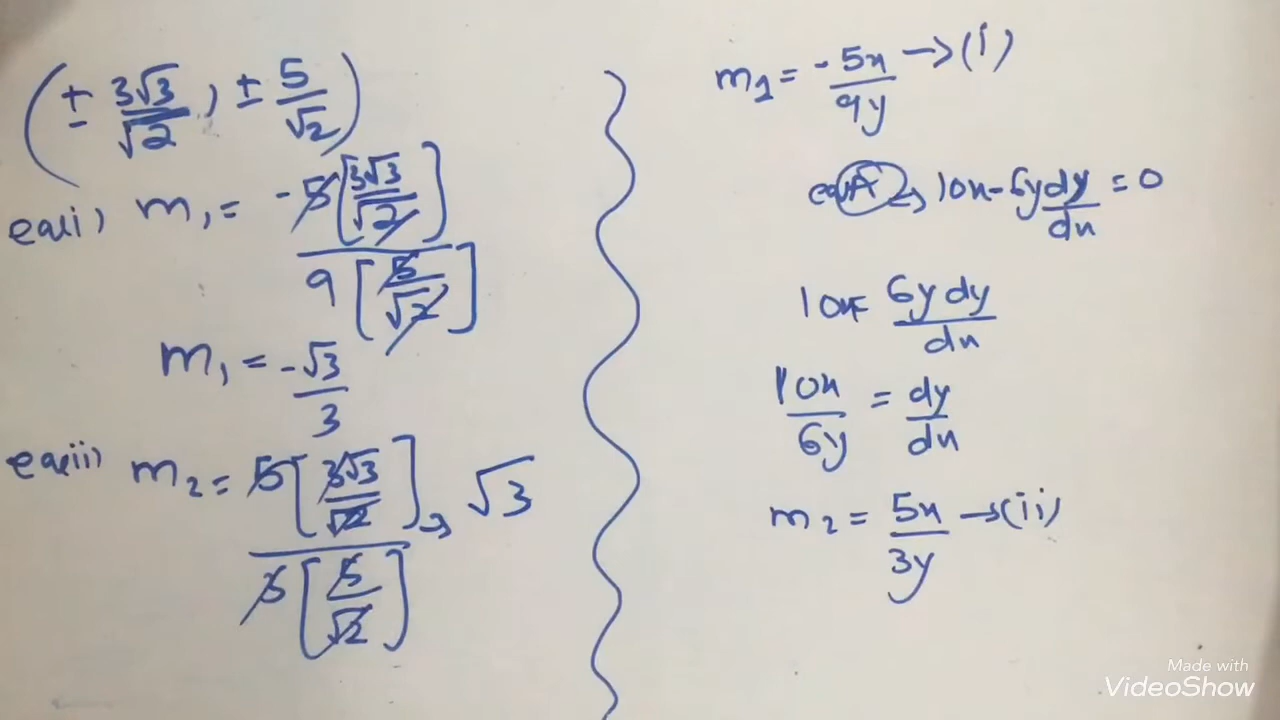 (± 3√3/√2, ± 5/√2)
eq(i) m₁ = -5[3√3/√2] / 9[5/√2]
m₁ = -√3/3
eq(ii) m₂ = 5[3√3/√2] / 3[5/√2] → √3
m₁ = -5x/9y → (i)
eqn A → 10x - 6y dy/dx = 0
10x = 6y dy/dx
10x/6y = dy/dx
m₂ = 5x/3y → (ii)
Made with
VideoShow